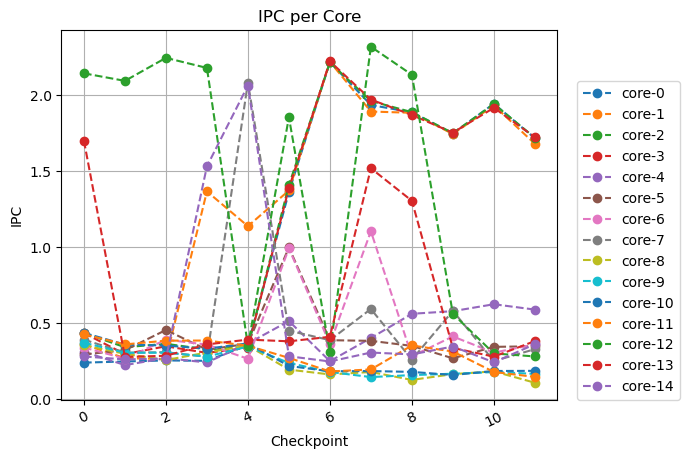 IPC per Core
IPC
2.0
1.5
1.0
0.5
0.0
0
2
4
6
8
10
Checkpoint
core-0
core-1
core-2
core-3
core-4
core-5
core-6
core-7
core-8
core-9
core-10
core-11
core-12
core-13
core-14